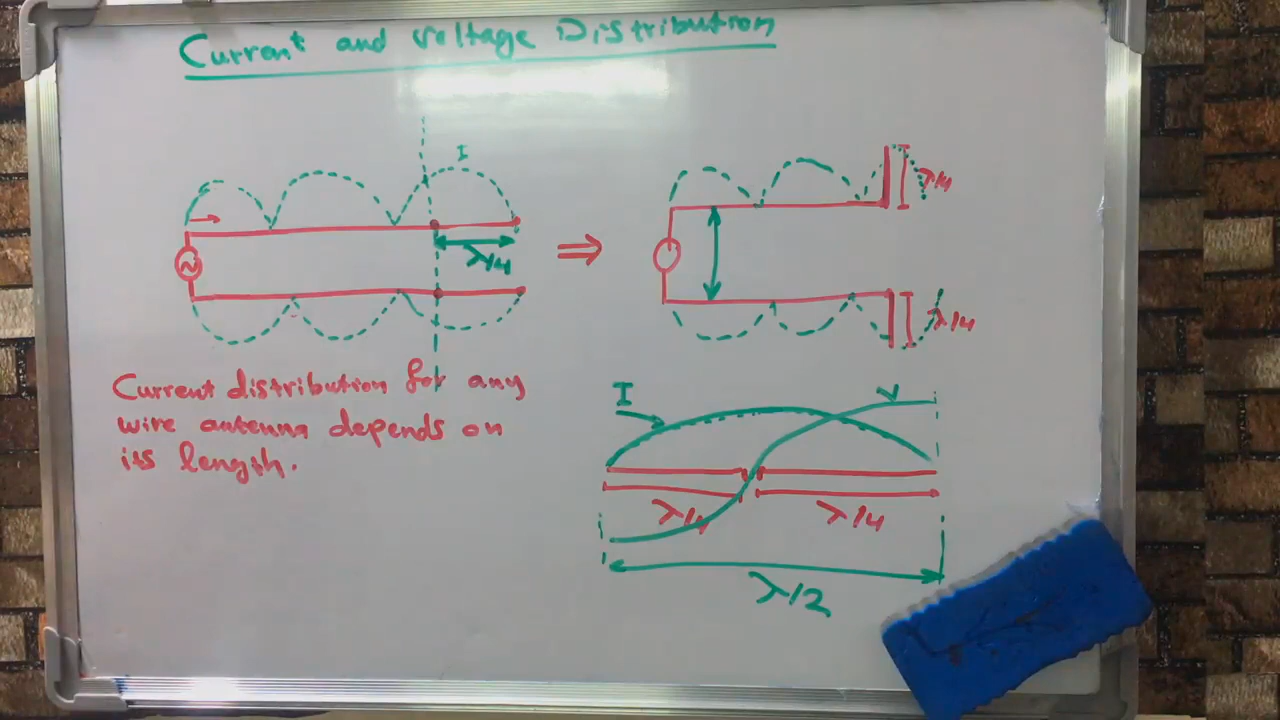 Current and Voltage Distribution
I
λ/4
λ/4
λ/4
Current distribution for any
wire antenna depends on
its length.
I
V
λ/4
λ/4
λ/2